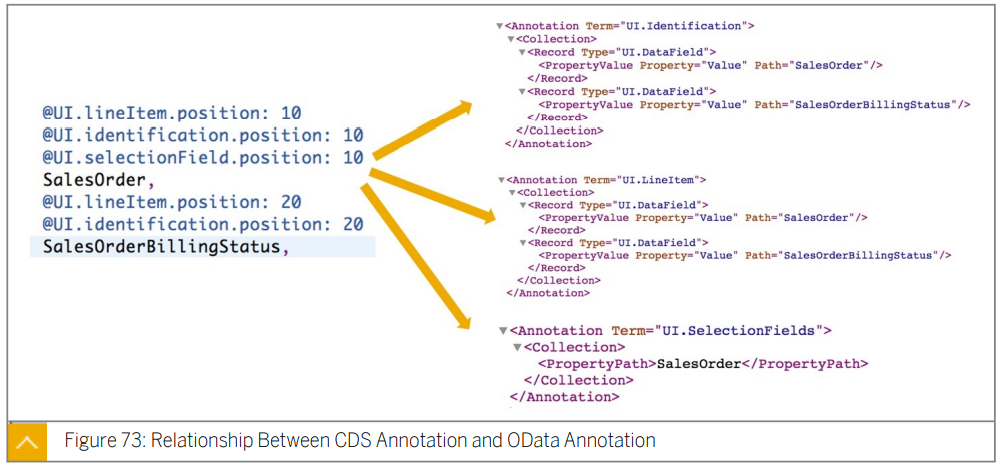 @UI.lineItem.position: 10
@UI.identification.position: 10
@UI.selectionField.position: 10
SalesOrder,
@UI.lineItem.position: 20
@UI.identification.position: 20
SalesOrderBillingStatus,
<Annotation Term="UI.Identification">
<Collection>
<Record Type="UI.DataField">
<PropertyValue Property="Value" Path="SalesOrder"/>
</Record>
<Record Type="UI.DataField">
<PropertyValue Property="Value" Path="SalesOrderBillingStatus"/>
</Record>
</Collection>
</Annotation>
<Annotation Term="UI.LineItem">
<Collection>
<Record Type="UI.DataField">
<PropertyValue Property="Value" Path="SalesOrder"/>
</Record>
<Record Type="UI.DataField">
<PropertyValue Property="Value" Path="SalesOrderBillingStatus"/>
</Record>
</Collection>
</Annotation>
<Annotation Term="UI.SelectionFields">
<Collection>
<PropertyPath>SalesOrder</PropertyPath>
</Collection>
</Annotation>
Figure 73: Relationship Between CDS Annotation and OData Annotation